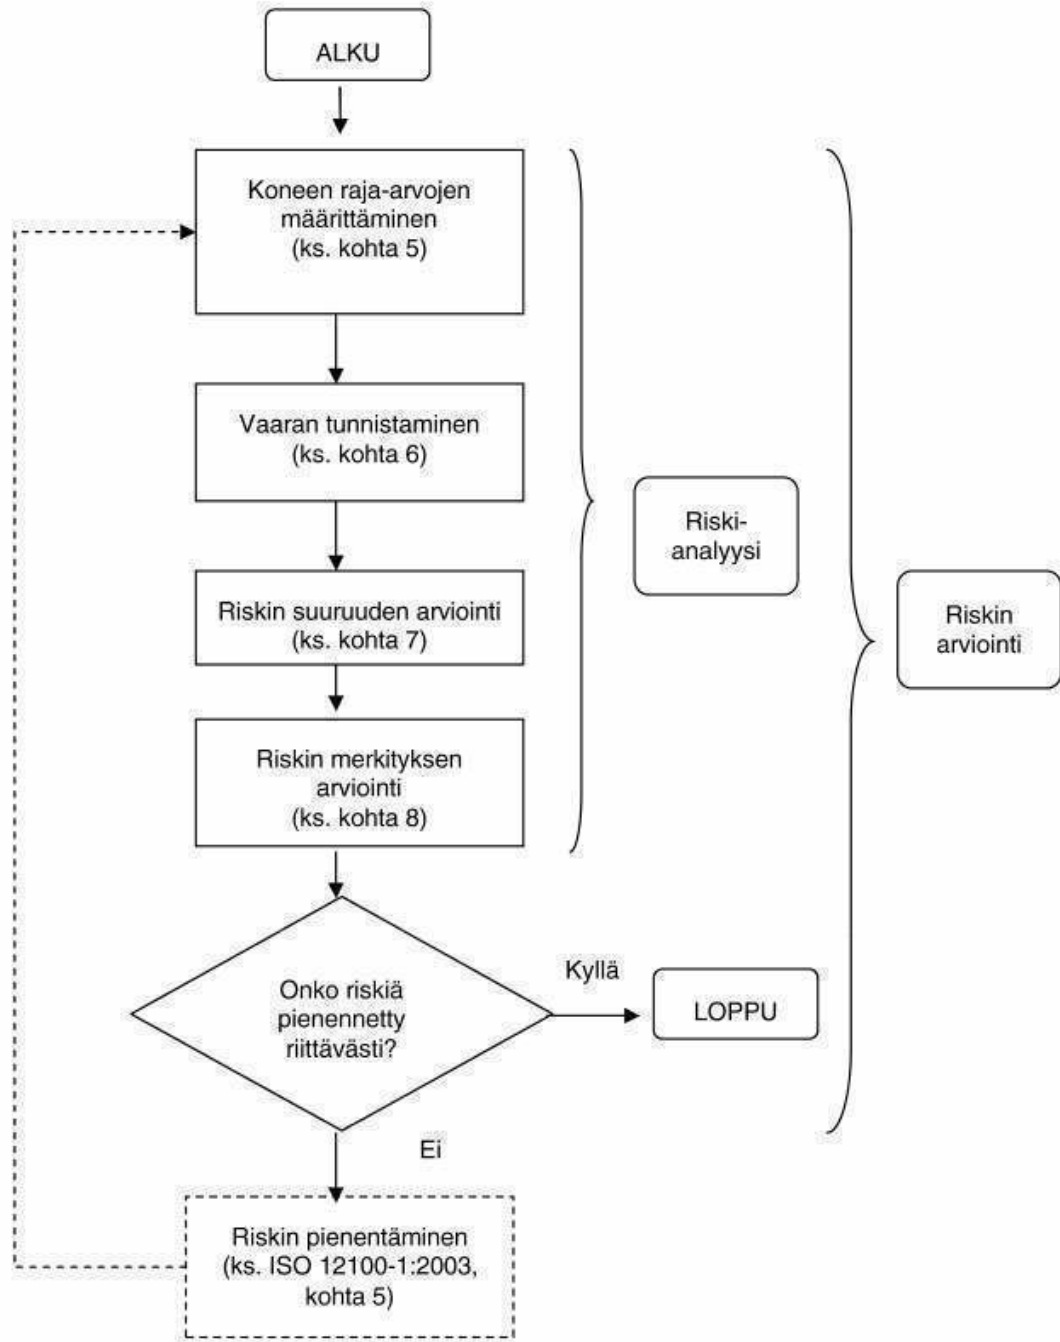 ALKU
Koneen raja-arvojen
määrittäminen
(ks. kohta 5)
Vaaran tunnistaminen
(ks. kohta 6)
Riski-
analyysi
Riskin suuruuden arviointi
(ks. kohta 7)
Riskin
arviointi
Riskin merkityksen
arviointi
(ks. kohta 8)
Onko riskiä
pienennetty
riittävästi?
Kyllä
LOPPU
Ei
Riskin pienentäminen
(ks. ISO 12100-1:2003,
kohta 5)